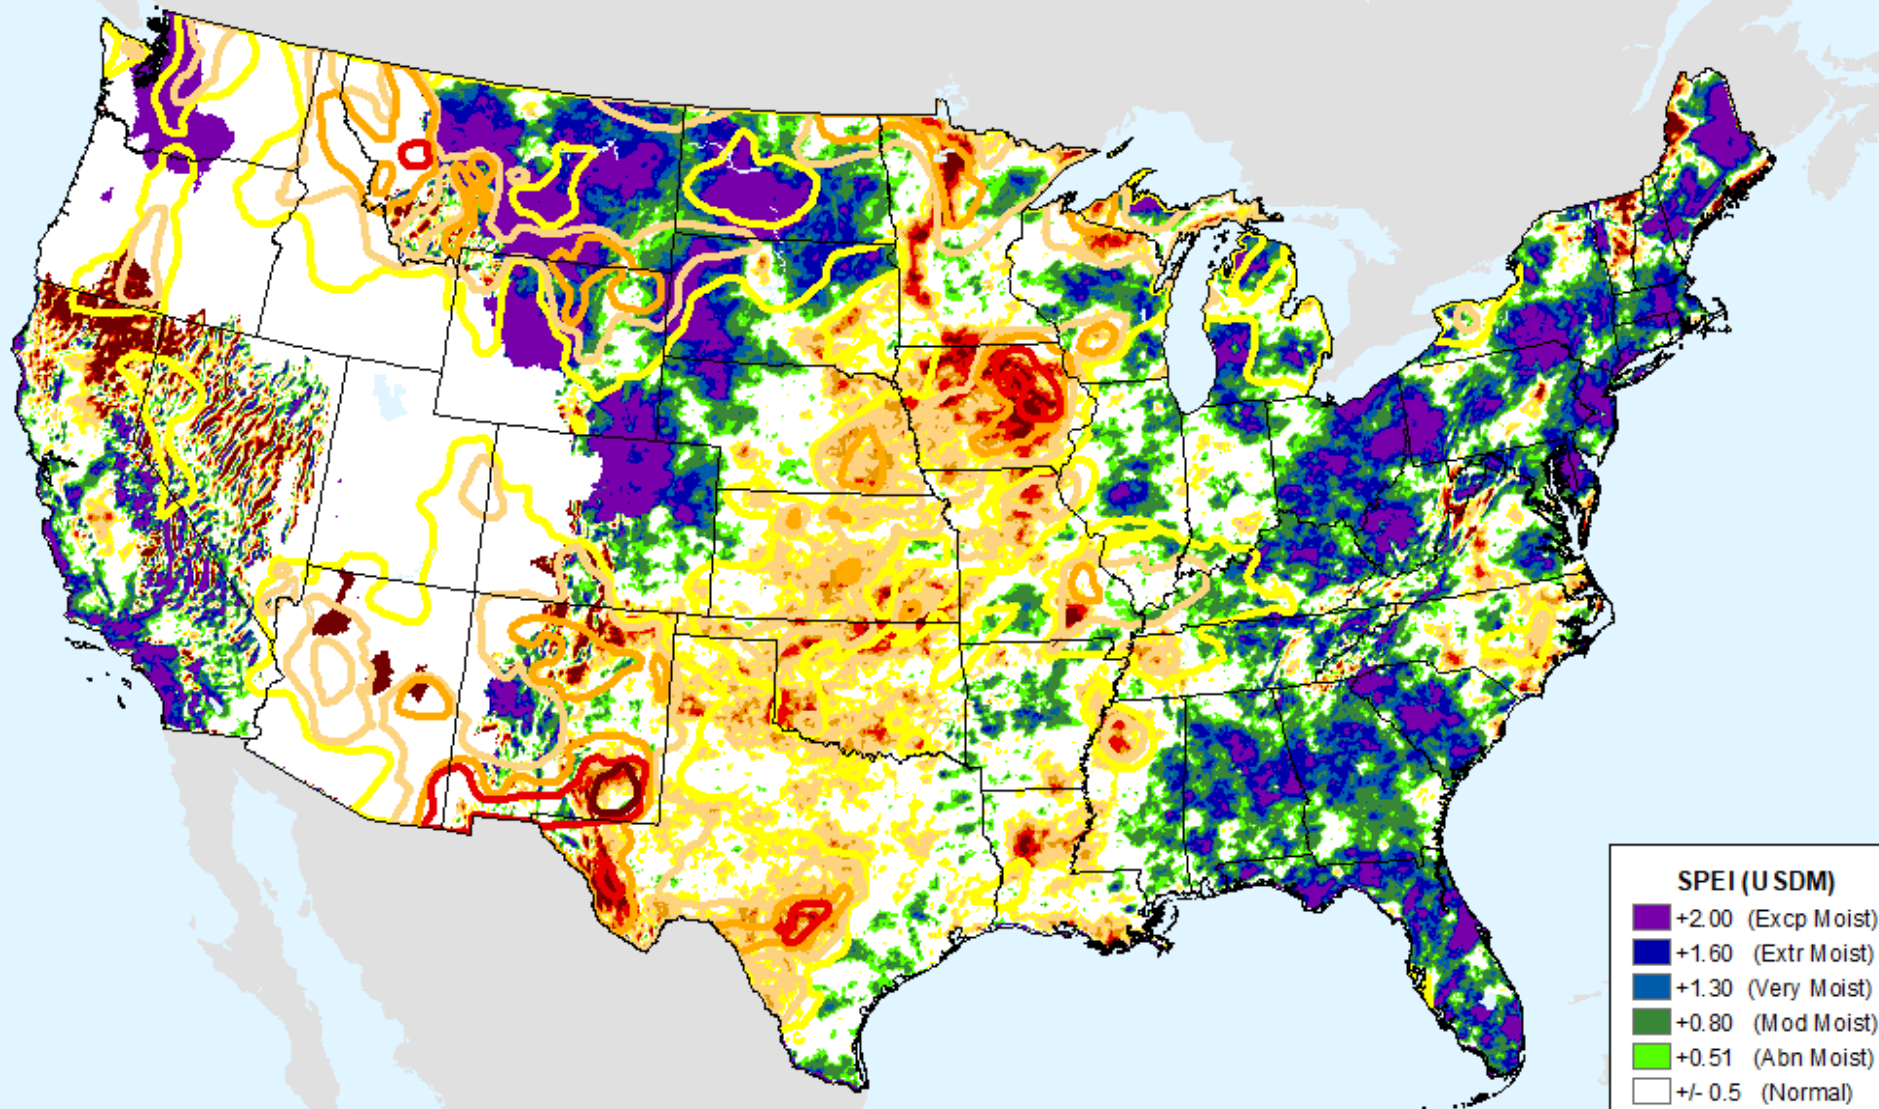 SPEI (USDM)
+2.00 (Excp Moist)
+1.60 (Extr Moist)
+1.30 (Very Moist)
+0.80 (Mod Moist)
+0.51 (Abn Moist)
+/- 0.5 (Normal)